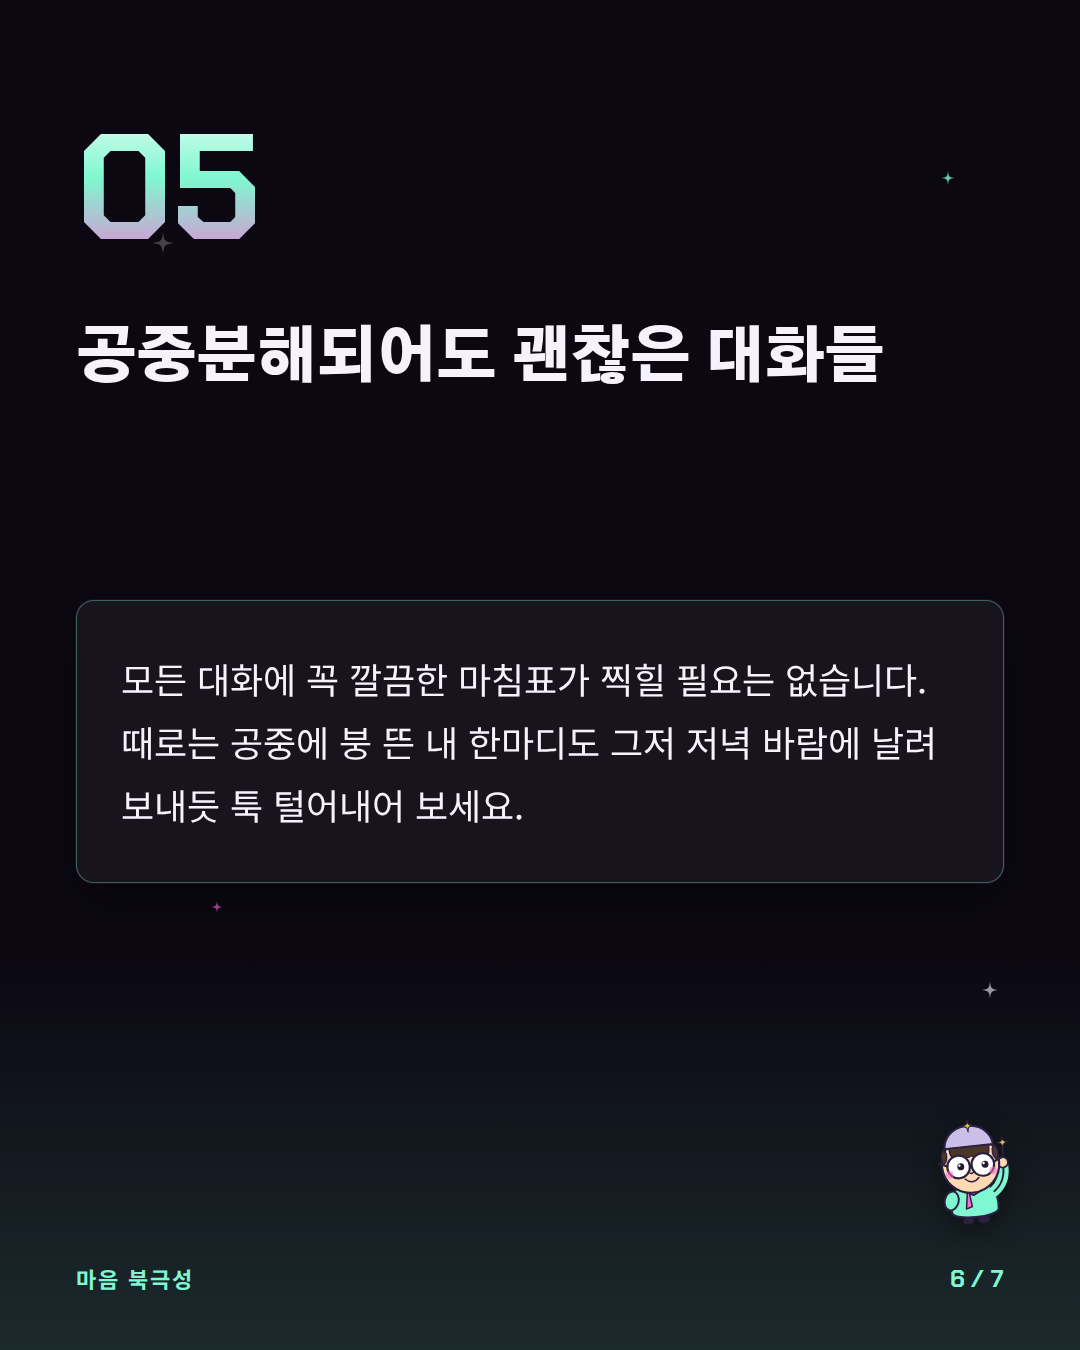 05
공중분해되어도 괜찮은 대화들
모든 대화에 꼭 깔끔한 마침표가 찍힐 필요는 없습니다.
때로는 공중에 붕 뜬 내 한마디도 그저 저녁 바람에 날려
보내듯 툭 털어내어 보세요.
마음 북극성
6 / 7